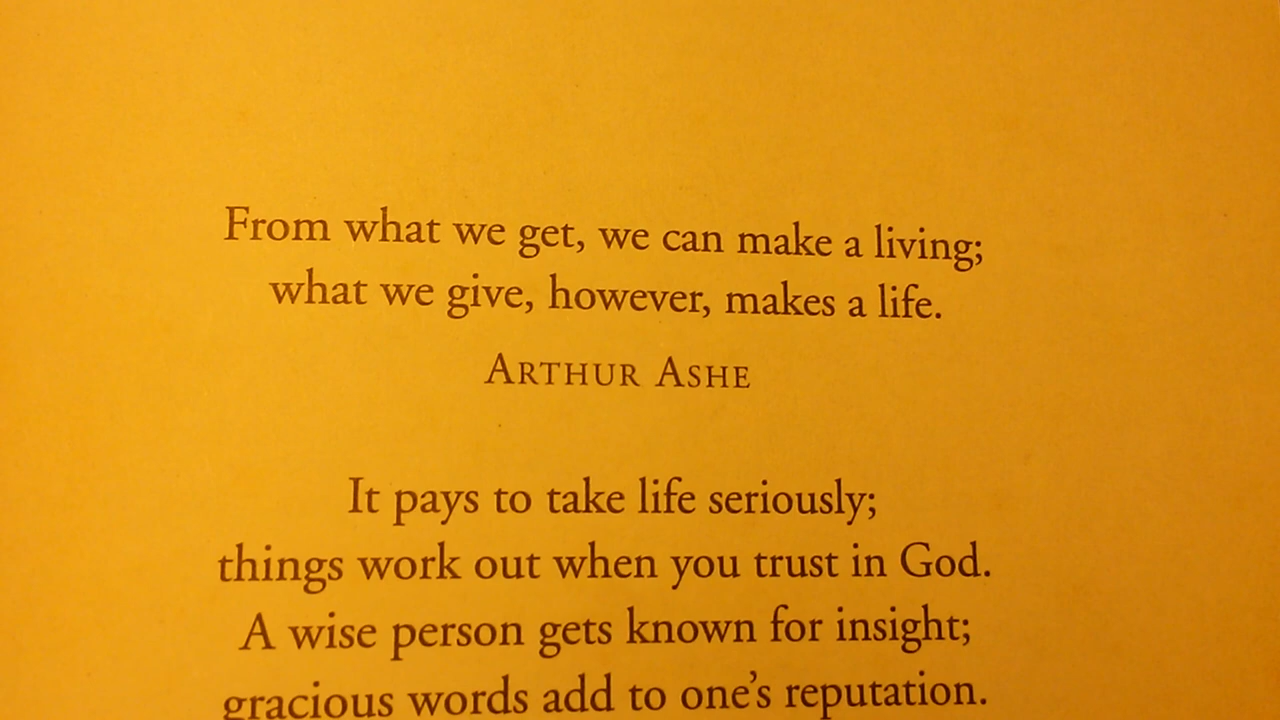 From what we get, we can make a living;
what we give, however, makes a life.
ARTHUR ASHE
It pays to take life seriously;
things work out when you trust in God.
A wise person gets known for insight;
gracious words add to one's reputation.